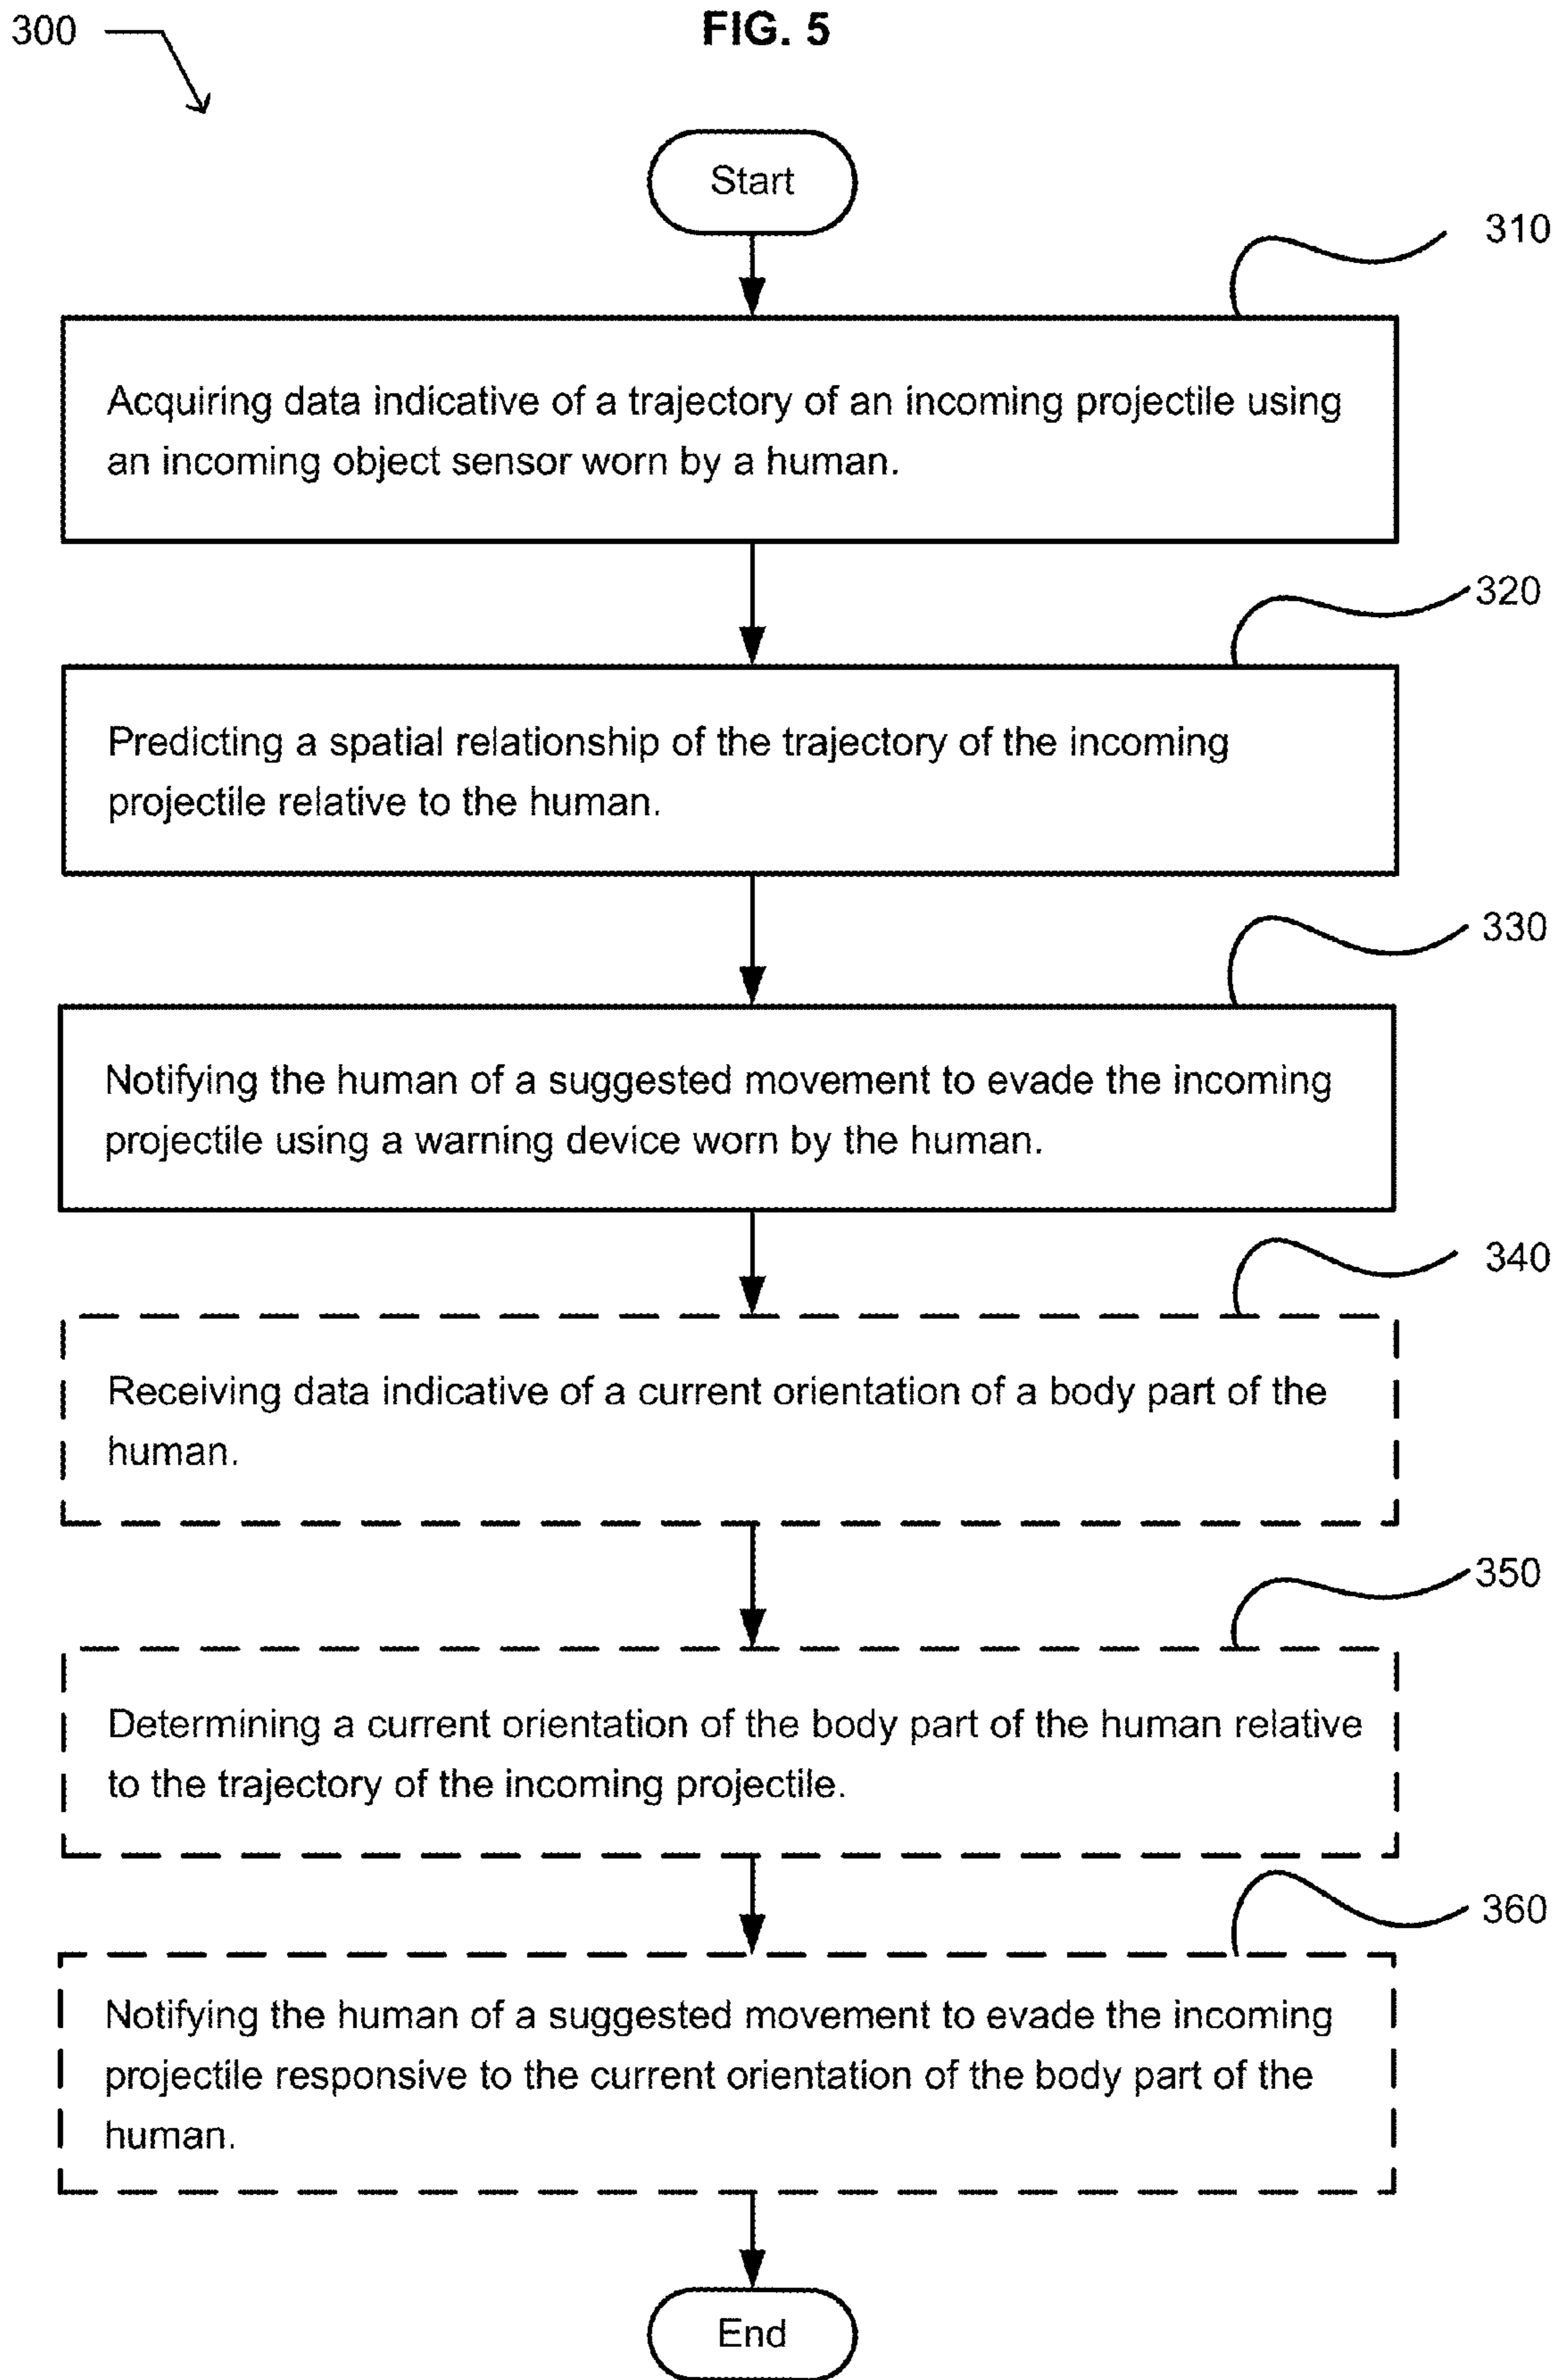 300
FIG. 5
Start
310
Acquiring data indicative of a trajectory of an incoming projectile using
an incoming object sensor worn by a human.
320
Predicting a spatial relationship of the trajectory of the incoming
projectile relative to the human.
330
Notifying the human of a suggested movement to evade the incoming
projectile using a warning device worn by the human.
340
Receiving data indicative of a current orientation of a body part of the
human.
350
Determining a current orientation of the body part of the human relative
to the trajectory of the incoming projectile.
360
Notifying the human of a suggested movement to evade the incoming
projectile responsive to the current orientation of the body part of the
human.
End